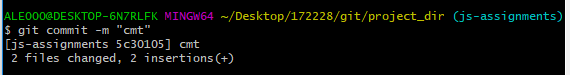 ALEOOO@DESKTOP-6N7RLFK MINGW64 ~/Desktop/172228/git/project_dir (js-assignments)
$ git commit -m "cmt"
[js-assignments 5c30105] cmt
 2 files changed, 2 insertions(+)